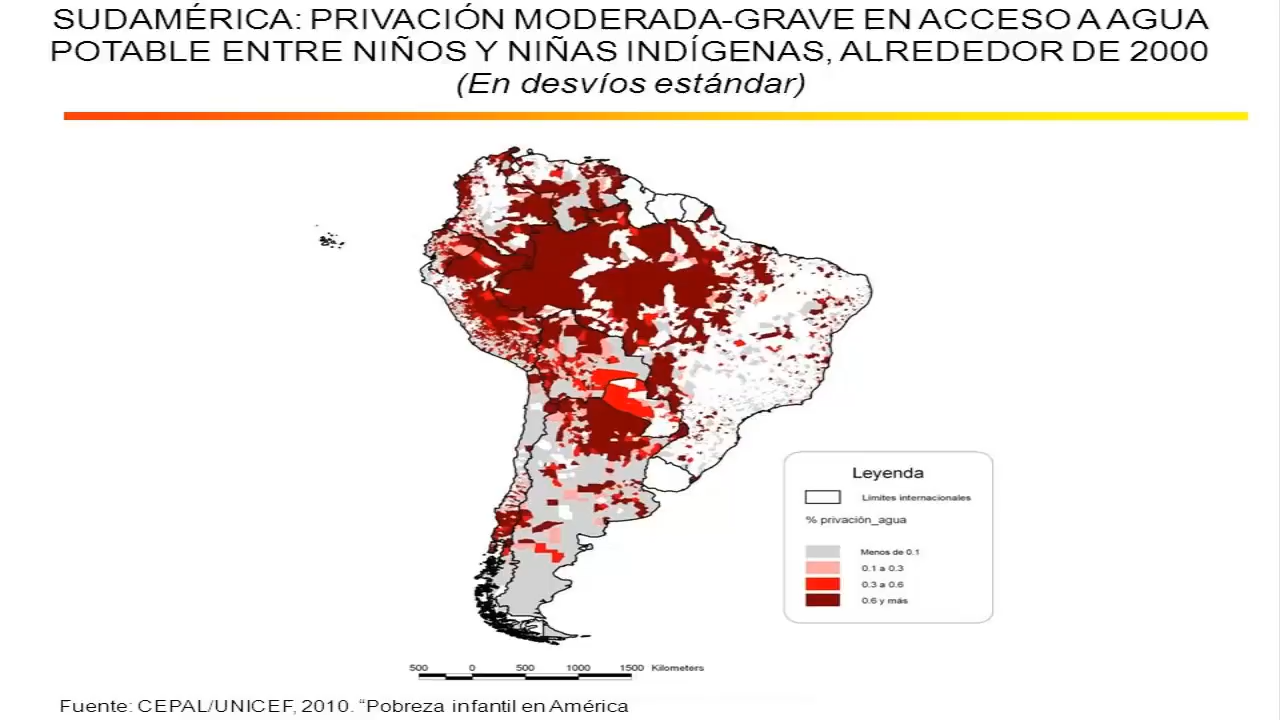 SUDAMÉRICA: PRIVACIÓN MODERADA-GRAVE EN ACCESO A AGUA
POTABLE ENTRE NIÑOS Y NIÑAS INDÍGENAS, ALREDEDOR DE 2000
(En desvíos estándar)
Leyenda
Límites internacionales
% privación_agua
Menos de 0.1
0.1 a 0.3
0.3 a 0.6
0.6 y más
500 0 500 1000 1500 Kilometers
Fuente: CEPAL/UNICEF, 2010. “Pobreza infantil en América